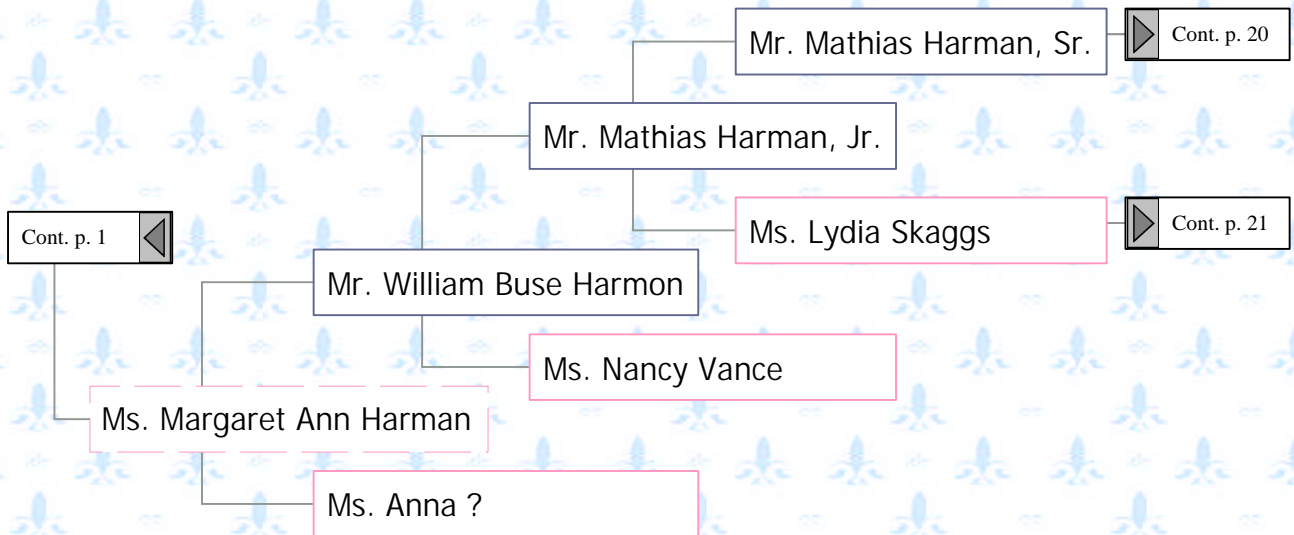 Mr. Mathias Harman, Sr.
Cont. p. 20
Mr. Mathias Harman, Jr.
Ms. Lydia Skaggs
Cont. p. 21
Cont. p. 1
Mr. William Buse Harmon
Ms. Nancy Vance
Ms. Margaret Ann Harman
Ms. Anna ?